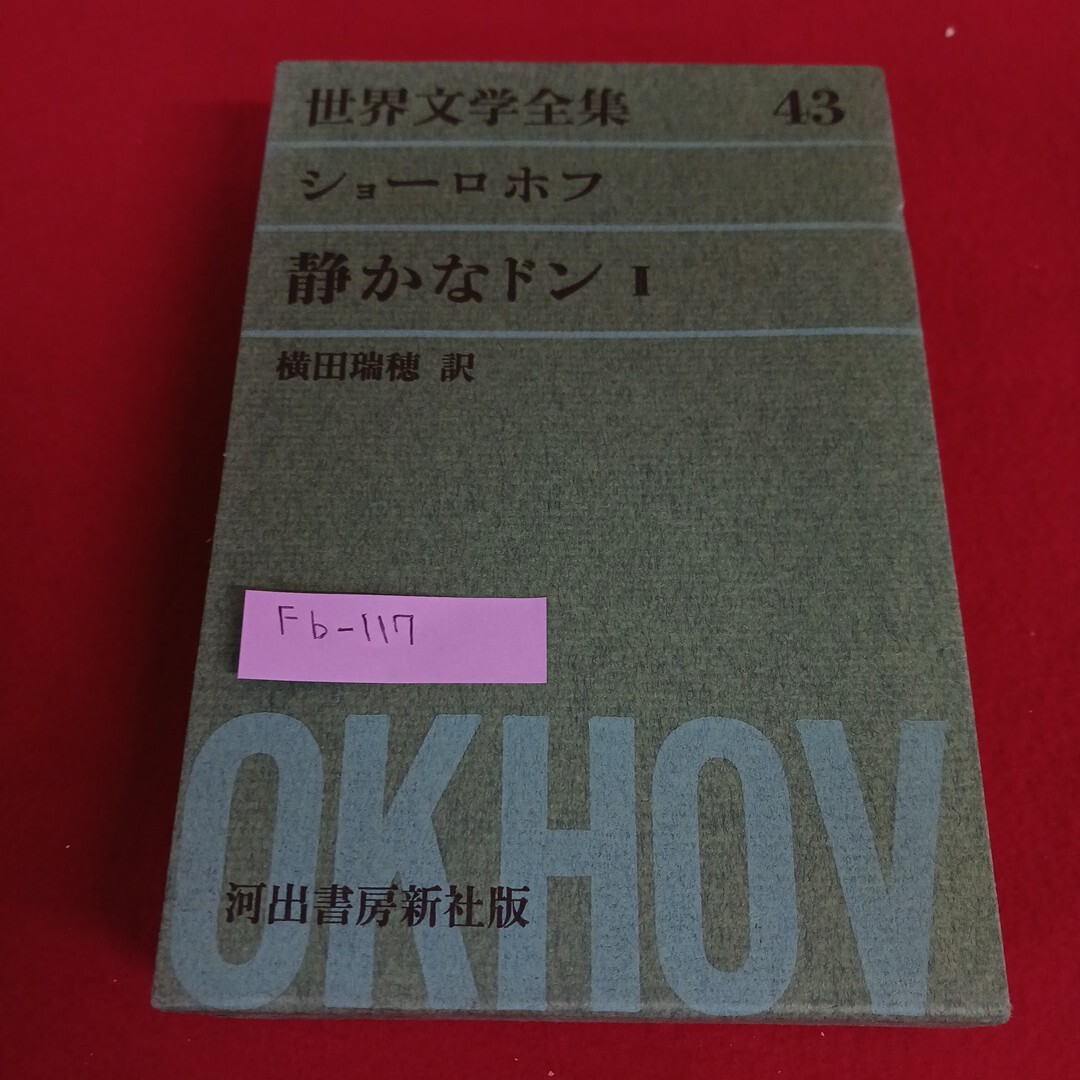 世界文学全集 43
ショーロホフ
静かなドン I
横田瑞穂 訳
Fb-117
OKHOV
河出書房新社版